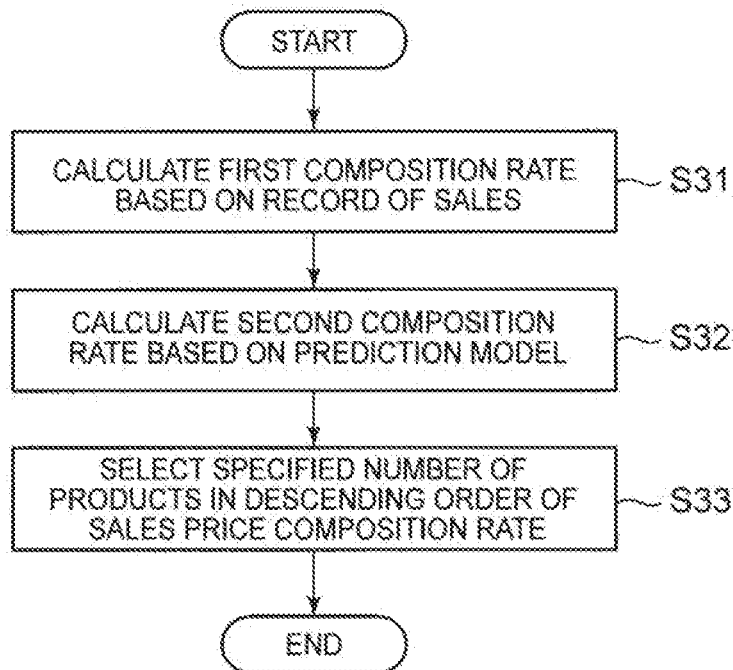 START
CALCULATE FIRST COMPOSITION RATE
BASED ON RECORD OF SALES
S31
CALCULATE SECOND COMPOSITION
RATE BASED ON PREDICTION MODEL
S32
SELECT SPECIFIED NUMBER OF
PRODUCTS IN DESCENDING ORDER OF
SALES PRICE COMPOSITION RATE
S33
END